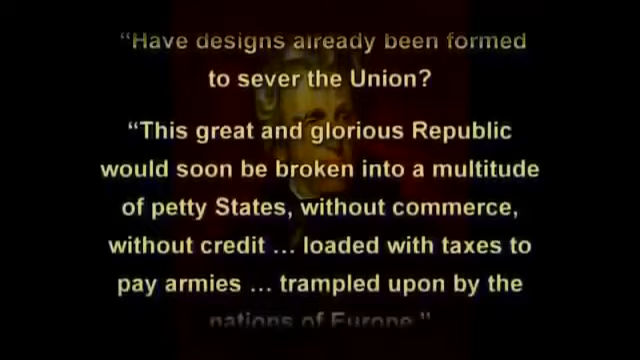 “Have designs already been formed
to sever the Union?
“This great and glorious Republic
would soon be broken into a multitude
of petty States, without commerce,
without credit ... loaded with taxes to
pay armies ... trampled upon by the
nations of Europe.”